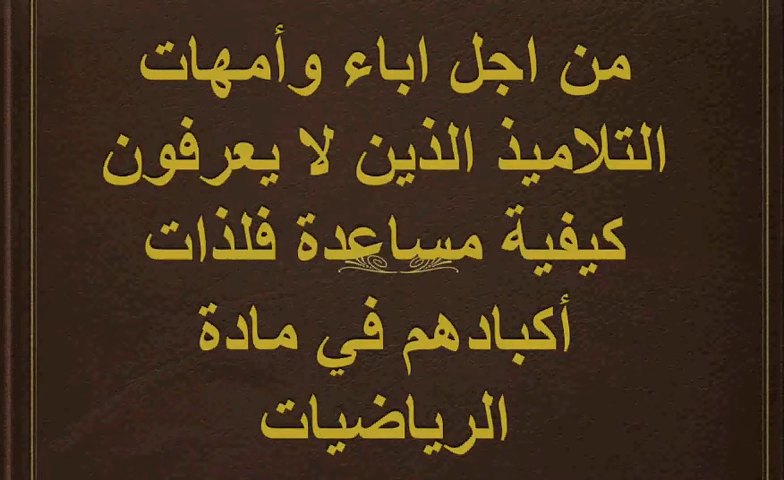 من اجل اباء وأمهات
التلاميذ الذين لا يعرفون
كيفية مساعدة فلذات
أكبادهم في مادة
الرياضيات